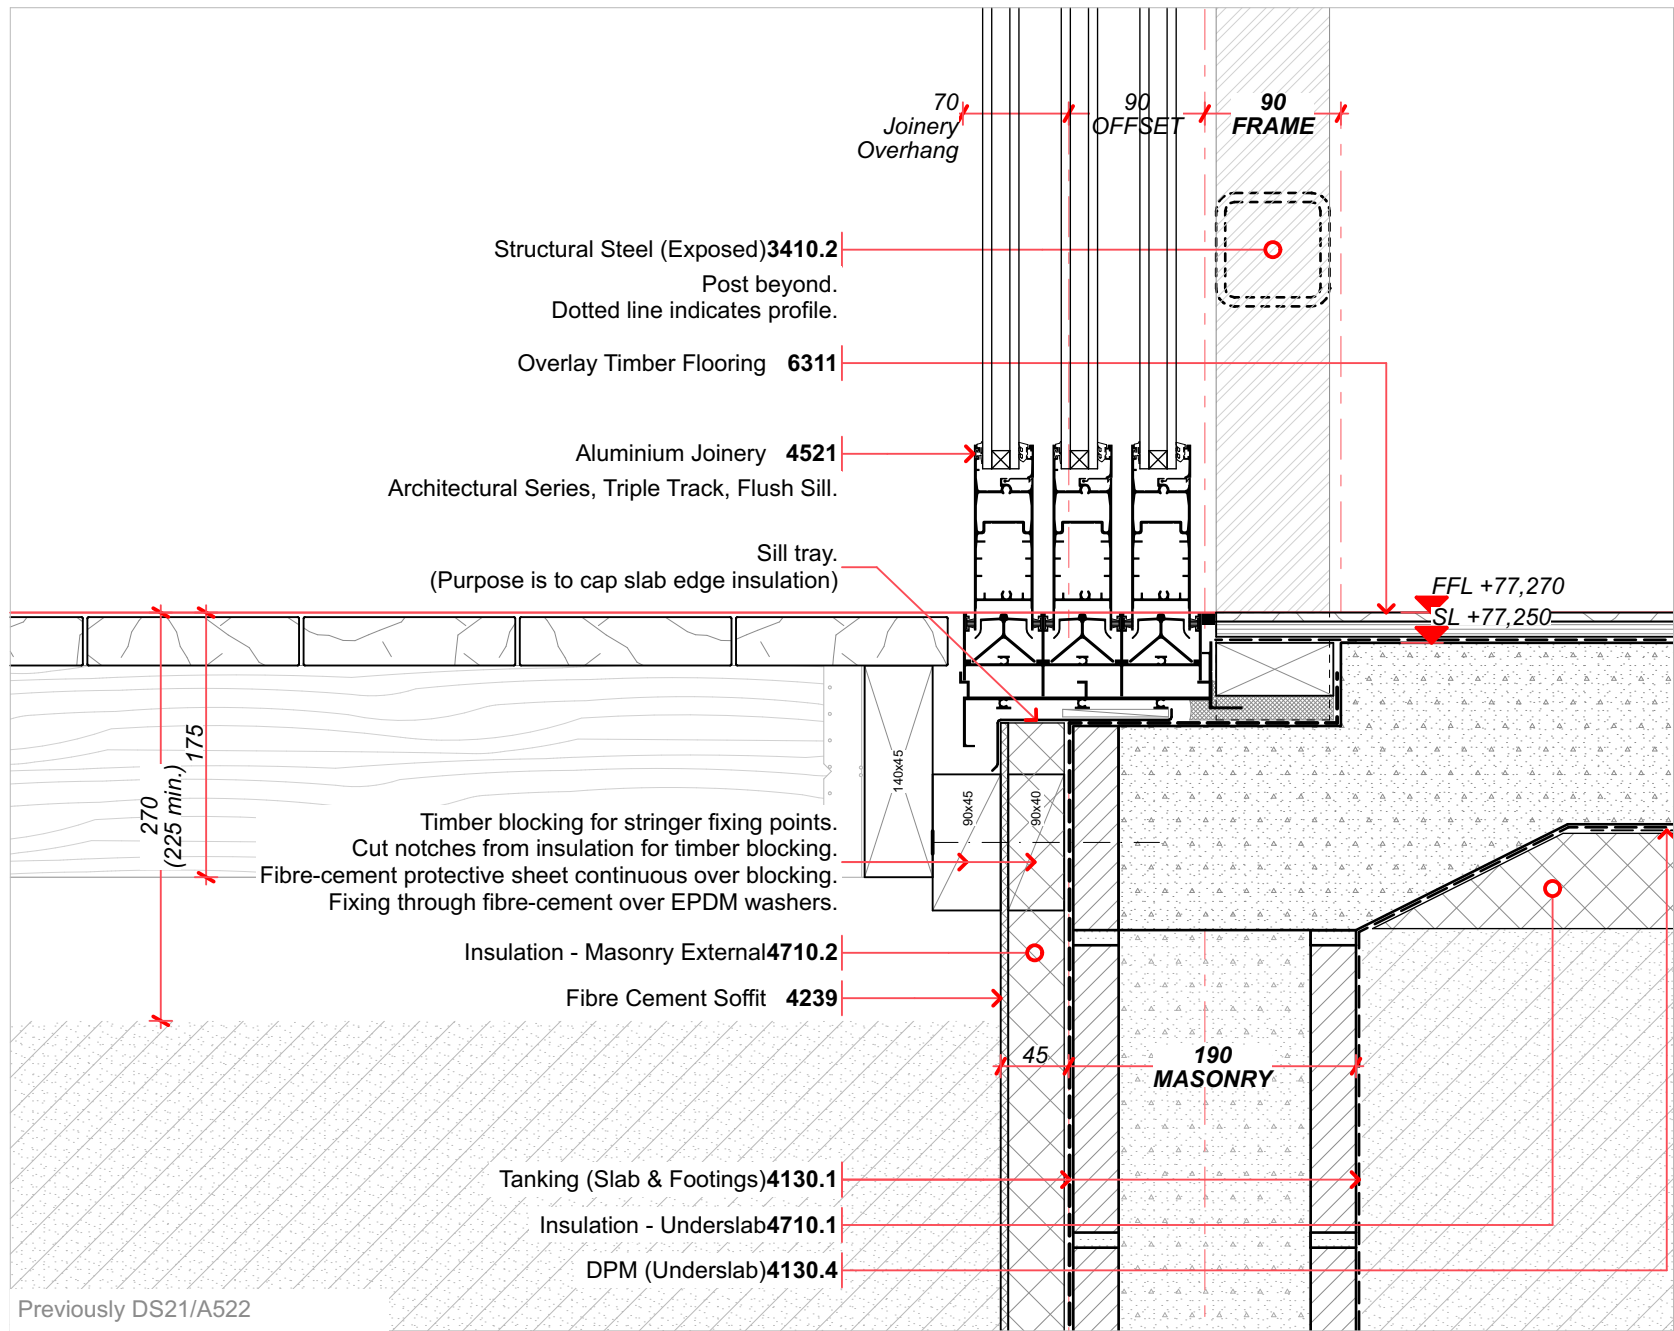 70
Joinery
Overhang
90
OFFSET
90
FRAME
Structural Steel (Exposed)3410.2
Post beyond.
Dotted line indicates profile.
Overlay Timber Flooring 6311
Aluminium Joinery 4521
Architectural Series, Triple Track, Flush Sill.
Sill tray.
(Purpose is to cap slab edge insulation)
FFL +77,270
SL +77,250
175
270
(225 min.)
140x45
90x45
90x40
Timber blocking for stringer fixing points.
Cut notches from insulation for timber blocking.
Fibre-cement protective sheet continuous over blocking.
Fixing through fibre-cement over EPDM washers.
Insulation - Masonry External4710.2
Fibre Cement Soffit 4239
45
190
MASONRY
Tanking (Slab & Footings)4130.1
Insulation - Underslab4710.1
DPM (Underslab)4130.4
Previously DS21/A522